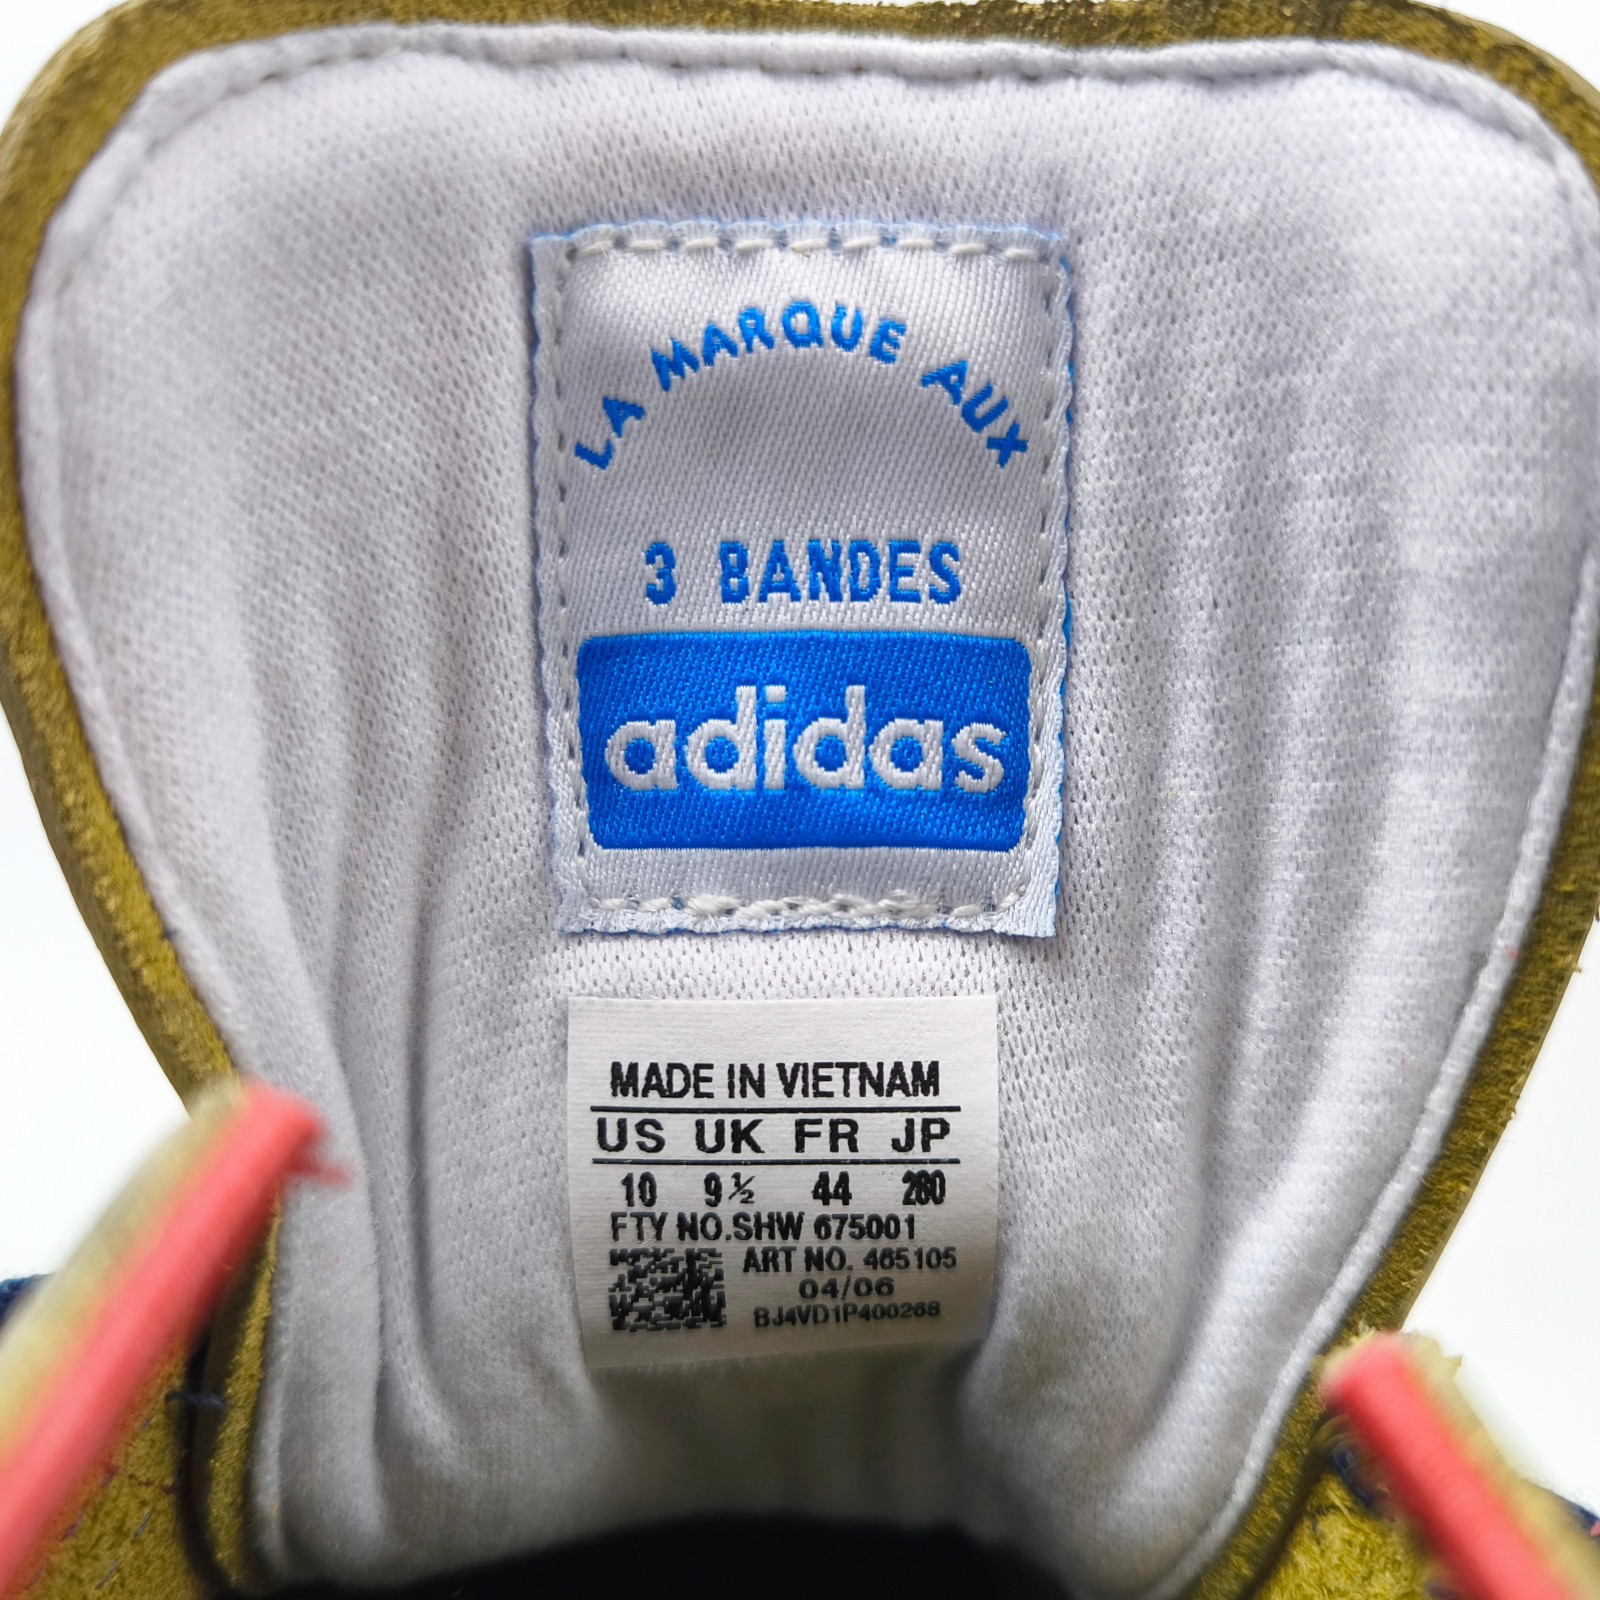 LA MARQUE AUX
3 BANDES
adidas
MADE IN VIETNAM
US UK FR JP
10 9½ 44 280
FTY NO.SHW 675001
ART NO. 465105
04/06
BJ4VD1P400268